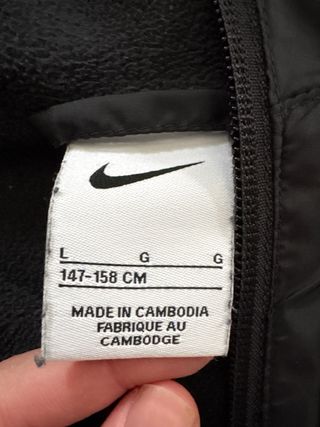 L G G
147-158 CM
MADE IN CAMBODIA
FABRIQUE AU
CAMBODGE